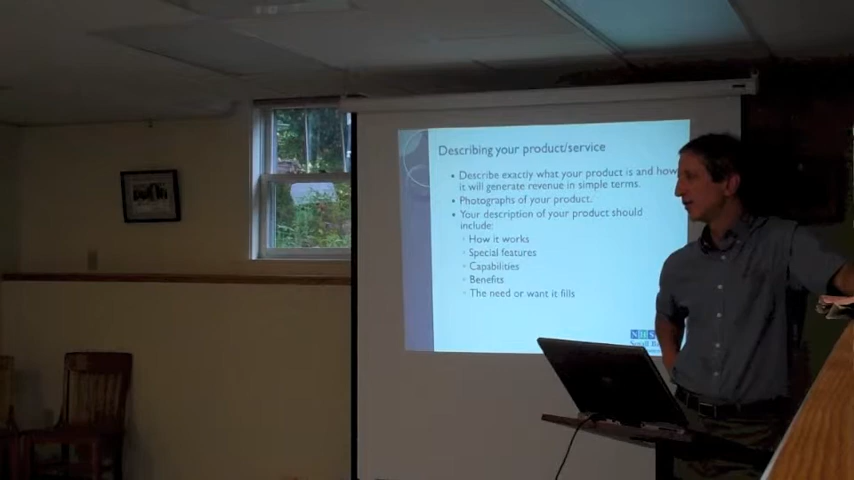 Describing your product/service
• Describe exactly what your product is and how
it will generate revenue in simple terms.
• Photographs of your product.
• Your description of your product should
include:
◦ How it works
◦ Special features
◦ Capabilities
◦ Benefits
◦ The need or want it fills